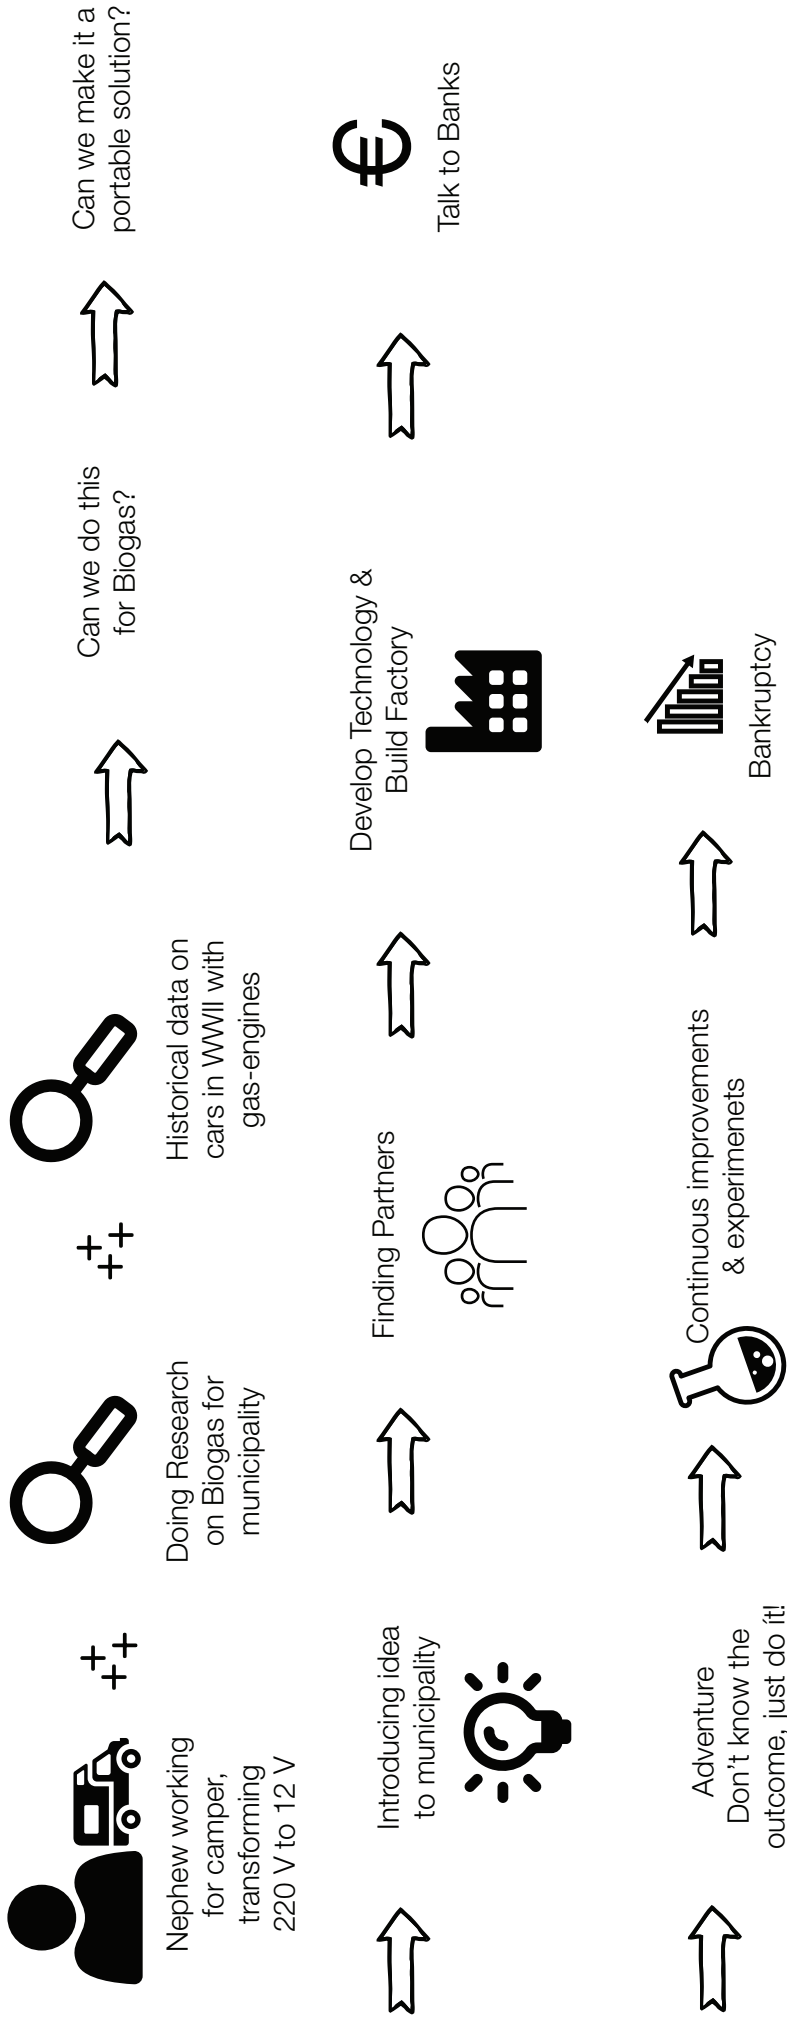 Nephew working
for camper,
transforming
220 V to 12 V
Doing Research
on Biogas for
municipality
Historical data on
cars in WWII with
gas-engines
Can we do this
for Biogas?
Can we make it a
portable solution?
Introducing idea
to municipality
Finding Partners
Develop Technology &
Build Factory
€
Talk to Banks
Adventure
Don't know the
outcome, just do it!
Continuous improvements
& experimenets
Bankruptcy